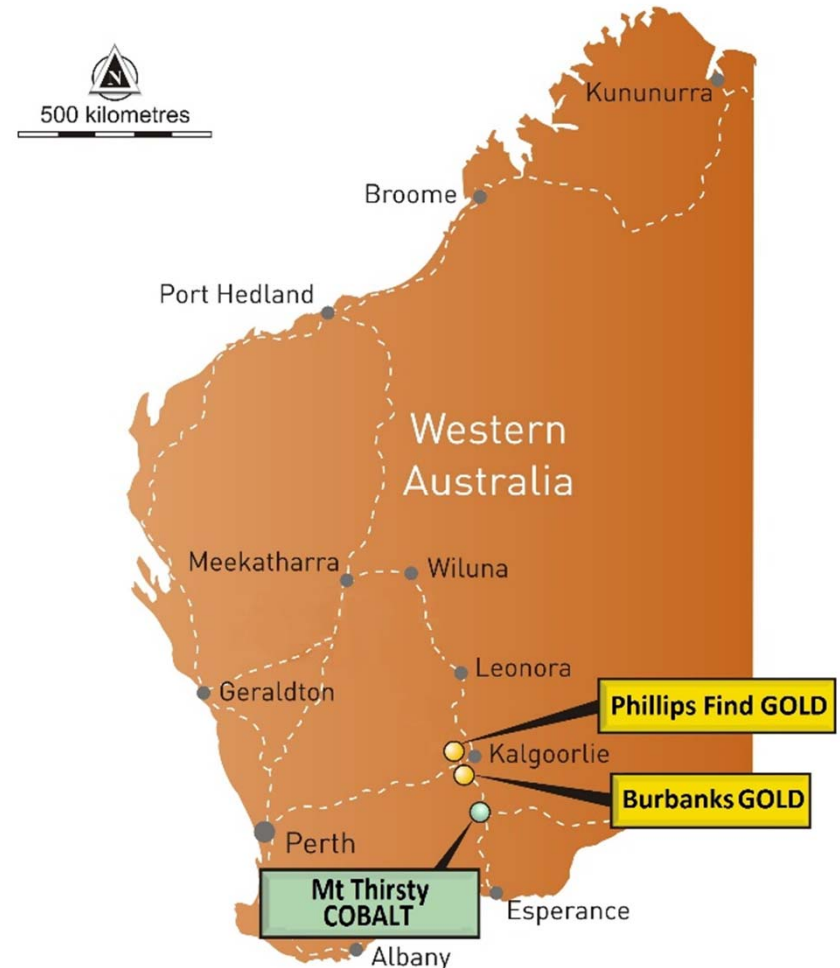 N
500 kilometres
Kununurra
Broome
Port Hedland
Western
Australia
Meekatharra
Wiluna
Leonora
Geraldton
Phillips Find GOLD
Kalgoorlie
Burbanks GOLD
Perth
Mt Thirsty
COBALT
Esperance
Albany